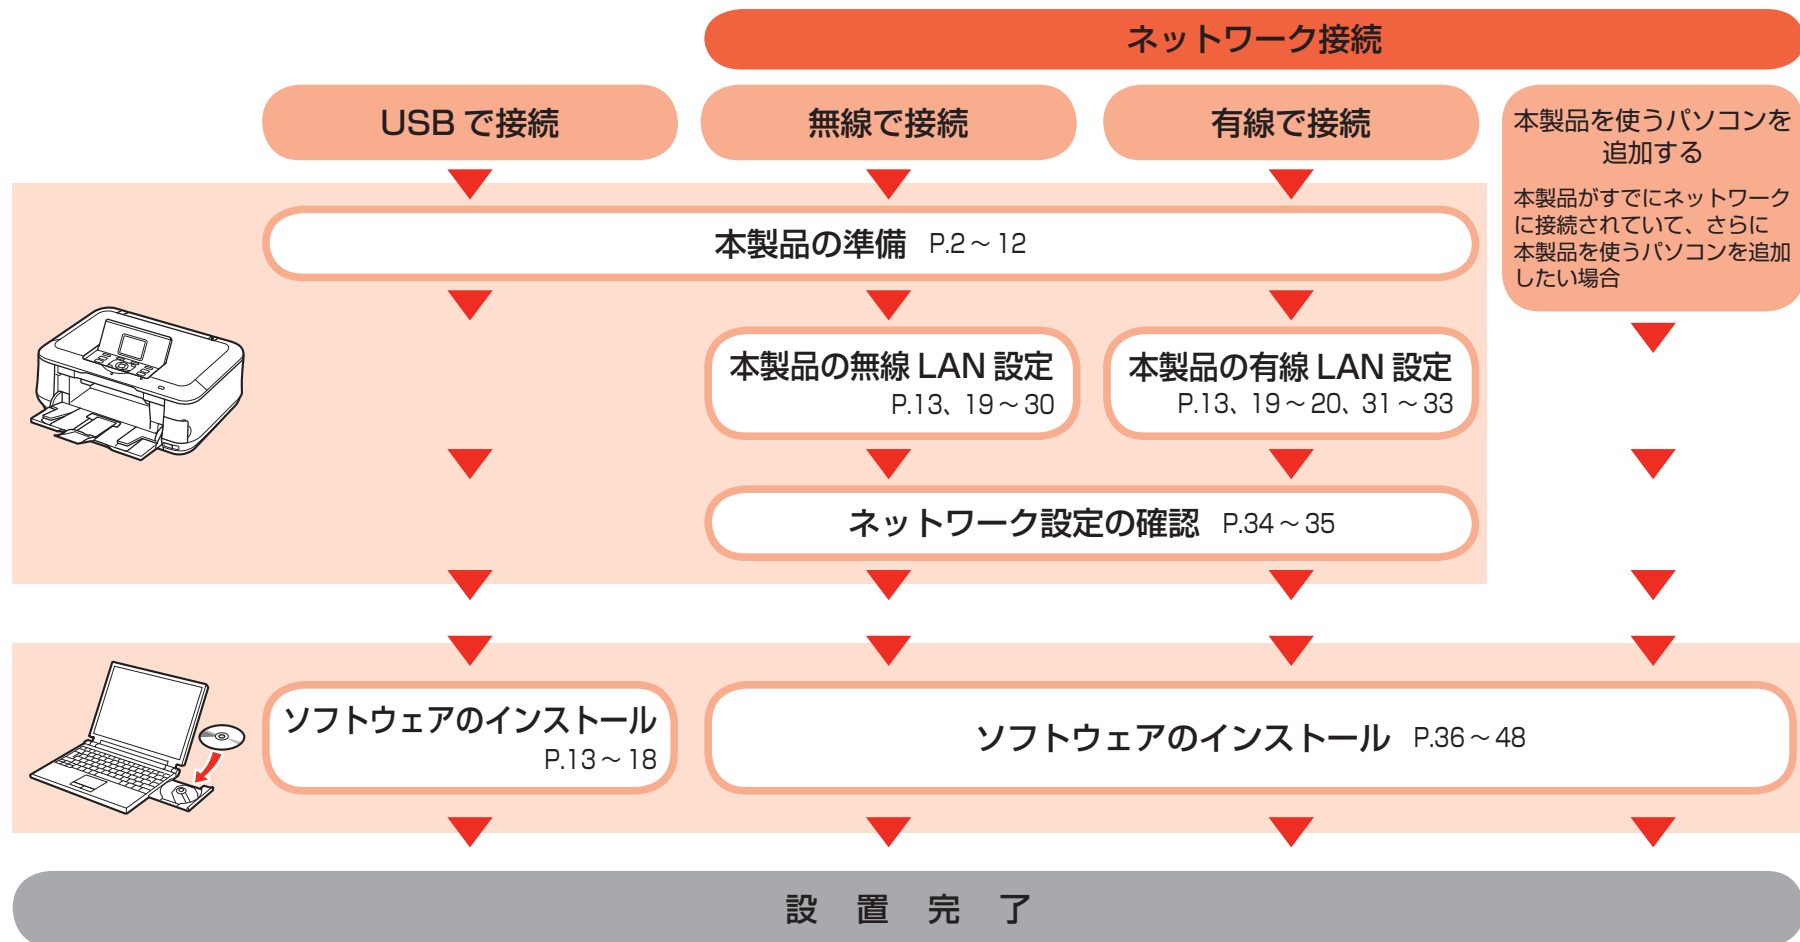 ネットワーク接続
USB で接続
無線で接続
有線で接続
本製品を使うパソコンを
追加する
本製品がすでにネットワーク
に接続されていて、さらに
本製品を使うパソコンを追加
したい場合
本製品の準備 P.2～12
本製品の無線 LAN 設定
P.13、19～30
本製品の有線 LAN 設定
P.13、19～20、31～33
ネットワーク設定の確認 P.34～35
ソフトウェアのインストール
P.13～18
ソフトウェアのインストール P.36～48
設 置 完 了